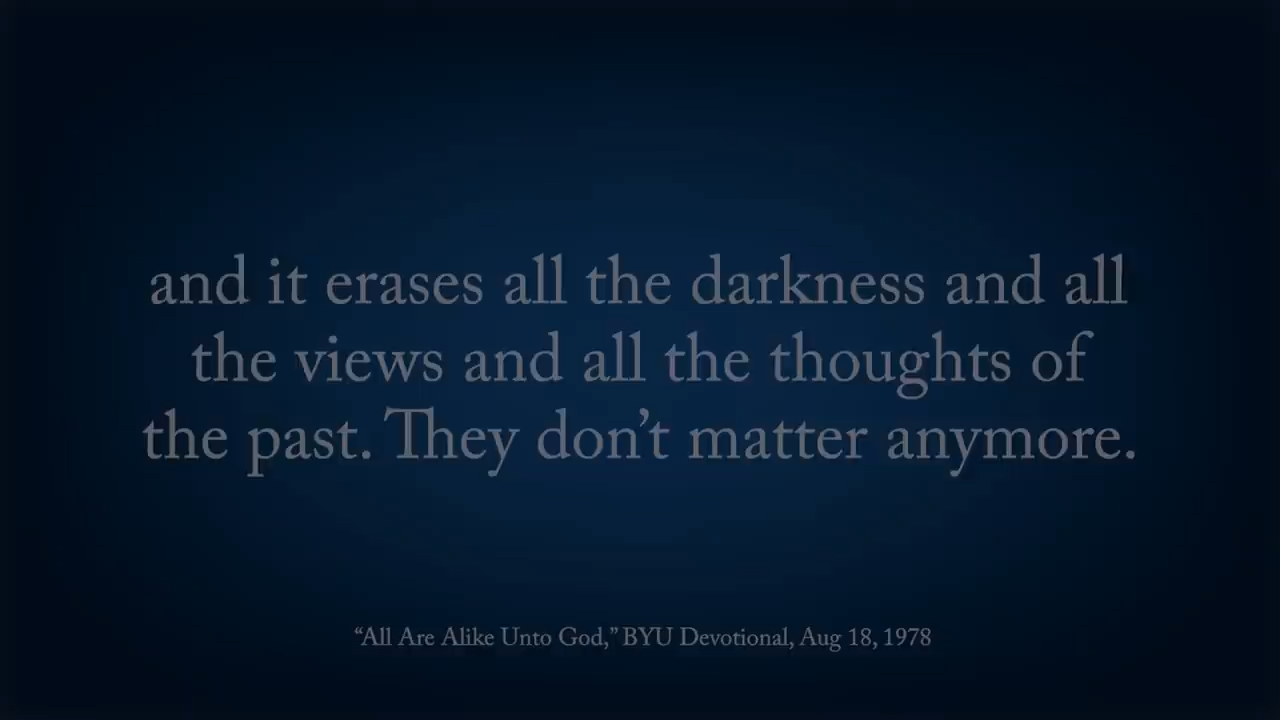 and it erases all the darkness and all
the views and all the thoughts of
the past. They don’t matter anymore.
“All Are Alike Unto God,” BYU Devotional, Aug 18, 1978